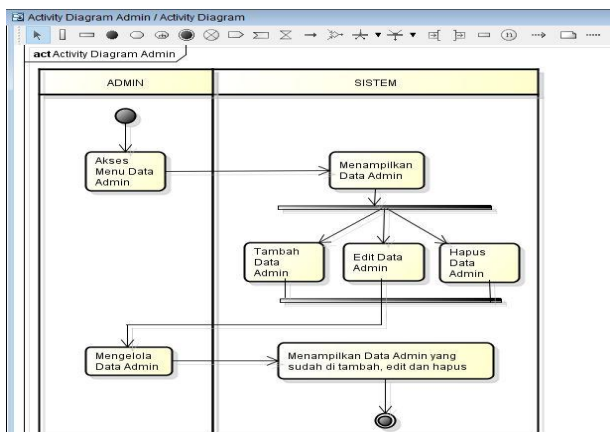 Activity Diagram Admin / Activity Diagram
n
act Activity Diagram Admin
ADMIN
SISTEM
Akses
Menu Data
Admin
Menampilkan
Data Admin
Tambah
Data
Admin
Edit Data
Admin
Hapus
Data
Admin
Mengelola
Data Admin
Menampilkan Data Admin yang
sudah di tambah, edit dan hapus